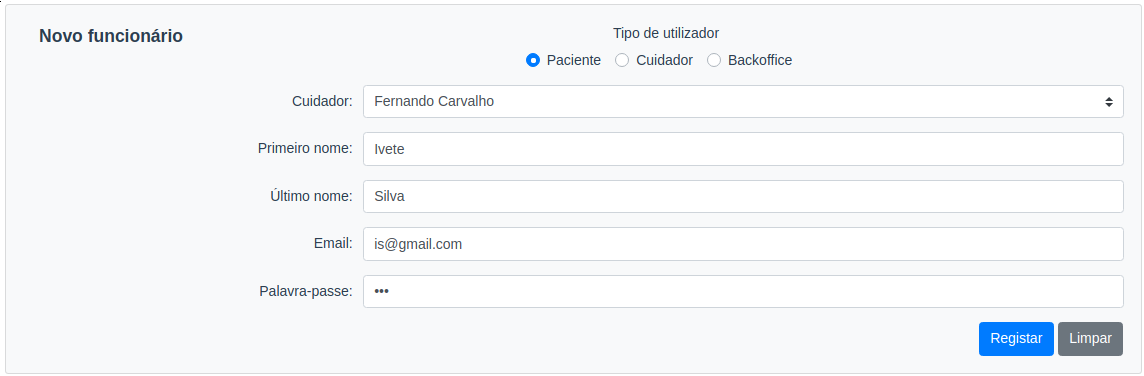 Novo funcionário
Tipo de utilizador
Paciente Cuidador Backoffice
Cuidador: Fernando Carvalho
Primeiro nome: Ivete
Último nome: Silva
Email: is@gmail.com
Palavra-passe: •••
Registar Limpar